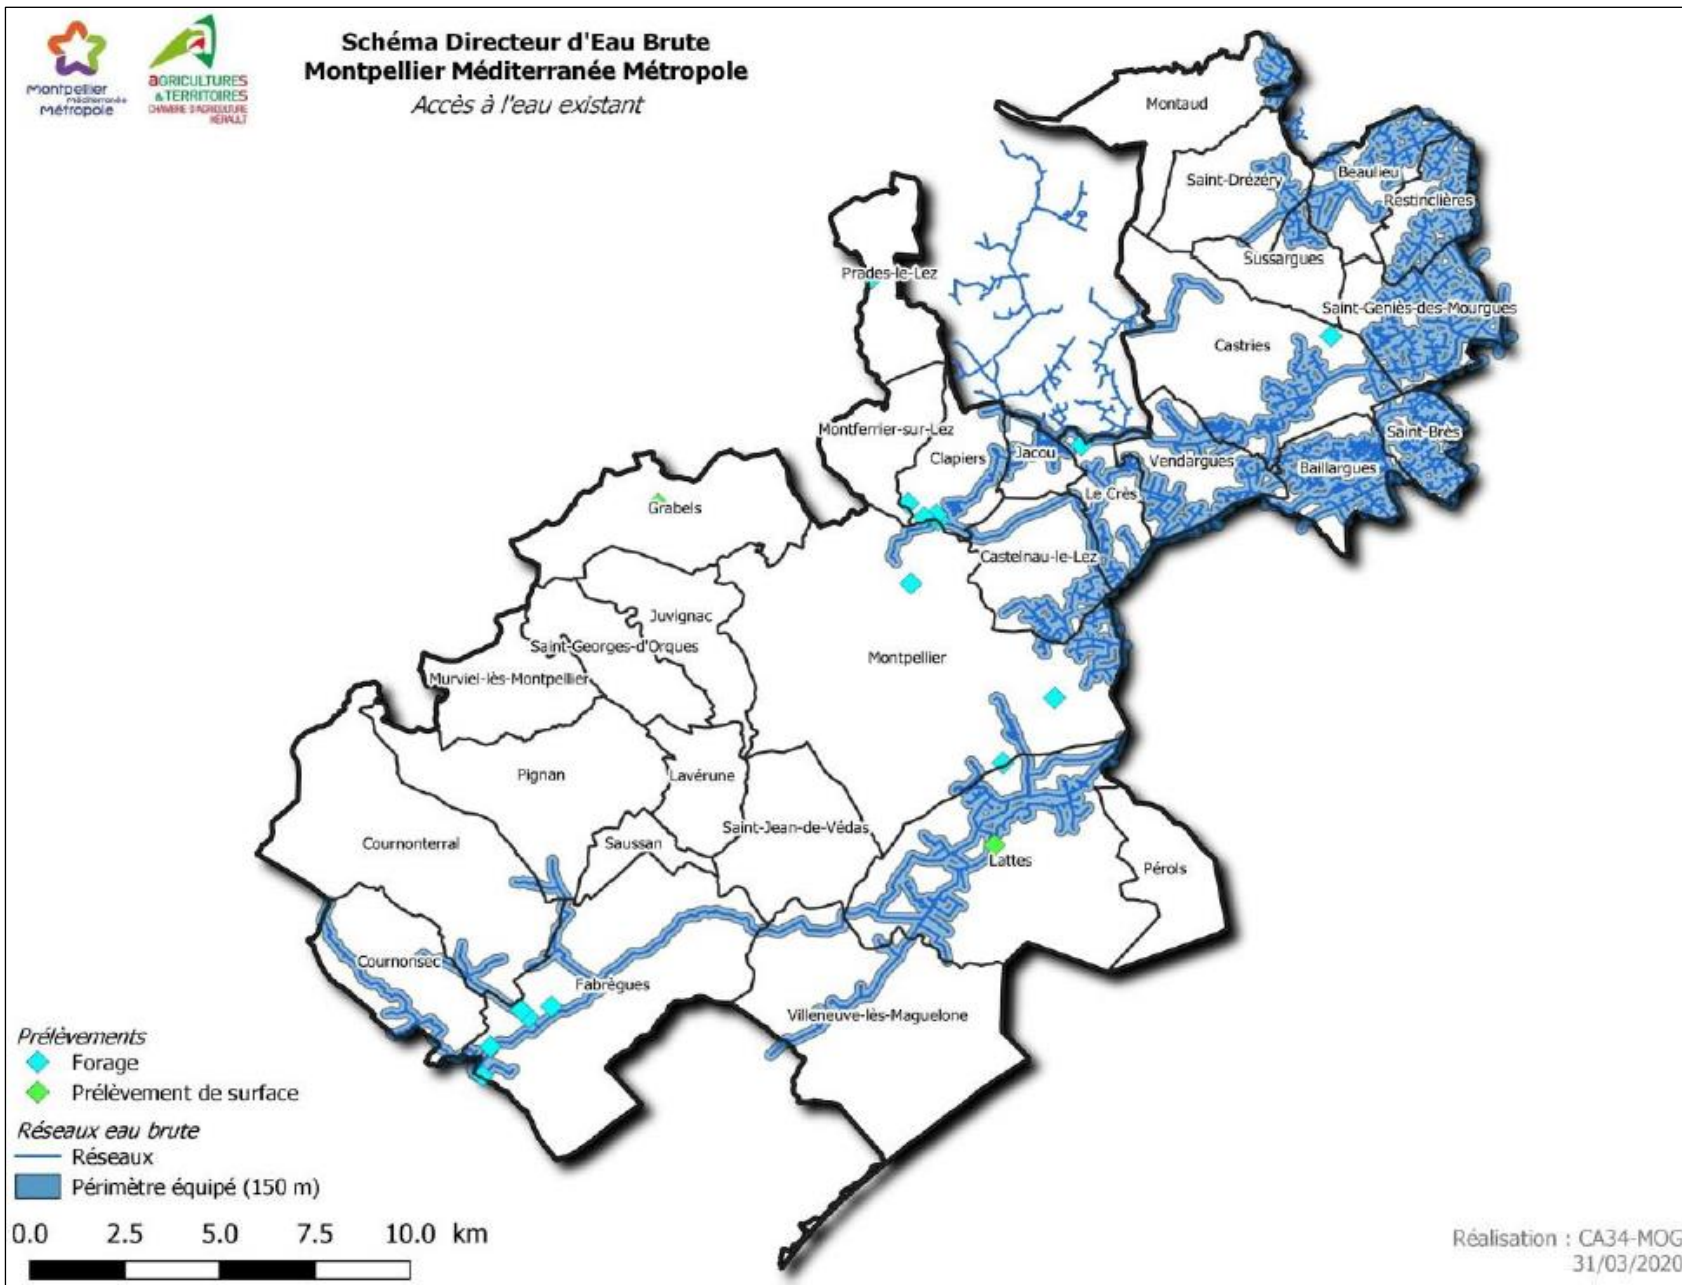 Montpellier
Méditerranée
Métropole
AGRICULTURES
& TERRITOIRES
CHAMBRE D'AGRICULTURE
HÉRAULT
Schéma Directeur d'Eau Brute
Montpellier Méditerranée Métropole
Accès à l'eau existant
Montaud
Saint-Drézéry
Beaulieu
Restinclières
Sussargues
Prades-le-Lez
Saint-Geniès-des-Mourgues
Castries
Montferrier-sur-Lez
Clapiers
Jacou
Vendargues
Saint-Brès
Baillargues
Le Crès
Grabels
Castelnau-le-Lez
Juvignac
Saint-Georges-d'Orques
Montpellier
Murviel-lès-Montpellier
Pignan
Lavérune
Saint-Jean-de-Védas
Cournonterral
Saussan
Lattes
Pérols
Cournonsec
Fabrègues
Villeneuve-lès-Maguelone
Prélèvements
Forage
Prélèvement de surface
Réseaux eau brute
Réseaux
Périmètre équipé (150 m)
0.0 2.5 5.0 7.5 10.0 km
Réalisation : CA34-MOG
31/03/2020